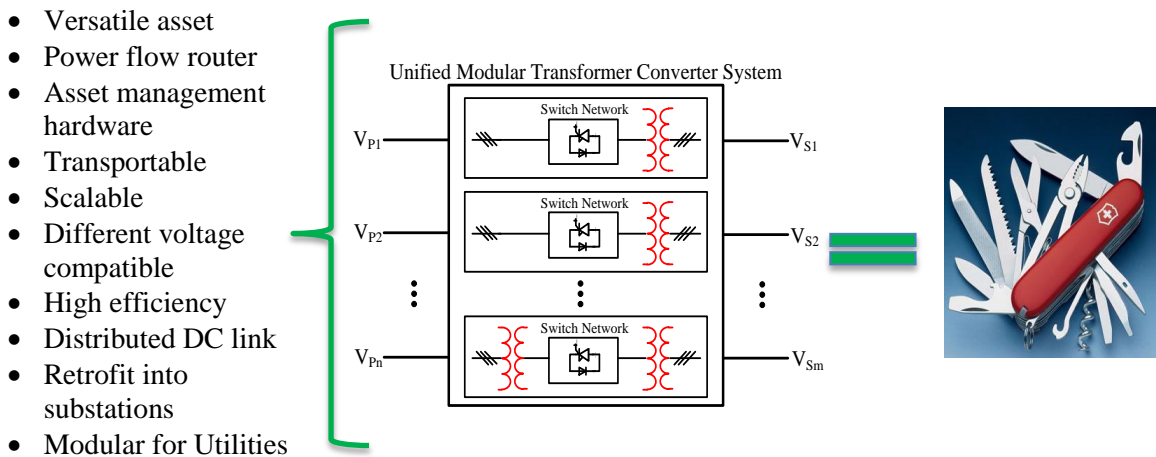 • Versatile asset
• Power flow router
• Asset management
hardware
• Transportable
• Scalable
• Different voltage
compatible
• High efficiency
• Distributed DC link
• Retrofit into
substations
• Modular for Utilities
Unified Modular Transformer Converter System
Switch Network
VP1
VS1
Switch Network
VP2
VS2
Switch Network
VPn
VSm